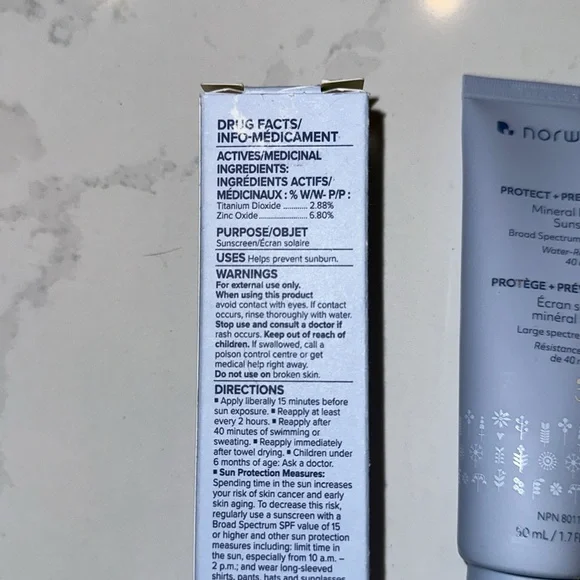 DRUG FACTS/
INFO-MÉDICAMENT
ACTIVES/MEDICINAL
INGREDIENTS:
INGRÉDIENTS ACTIFS/
MÉDICINAUX : % W/W- P/P :
Titanium Dioxide ........... 2.88%
Zinc Oxide ..................... 6.80%
PURPOSE/OBJET
Sunscreen/Écran solaire
USES Helps prevent sunburn.
WARNINGS
For external use only.
When using this product
avoid contact with eyes. If contact
occurs, rinse thoroughly with water.
Stop use and consult a doctor if
rash occurs. Keep out of reach of
children. If swallowed, call a
poison control centre or get
medical help right away.
Do not use on broken skin.
DIRECTIONS
▪ Apply liberally 15 minutes before
sun exposure. ▪ Reapply at least
every 2 hours. ▪ Reapply after
40 minutes of swimming or
sweating. ▪ Reapply immediately
after towel drying. ▪ Children under
6 months of age: Ask a doctor.
▪ Sun Protection Measures:
Spending time in the sun increases
your risk of skin cancer and early
skin aging. To decrease this risk,
regularly use a sunscreen with a
Broad Spectrum SPF value of 15
or higher and other sun protection
measures including: limit time in
the sun, especially from 10 a.m. –
2 p.m.; and wear long-sleeved
shirts, pants, hats and sunglasses
norw
PROTECT + PRE
Mineral
Suns
Broad Spectrum
Water-R
40
PROTÈGE + PRÉ
Écran s
minéral
Large spectre
Résistance
de 40
NPN 8011
50 mL / 1.7 F